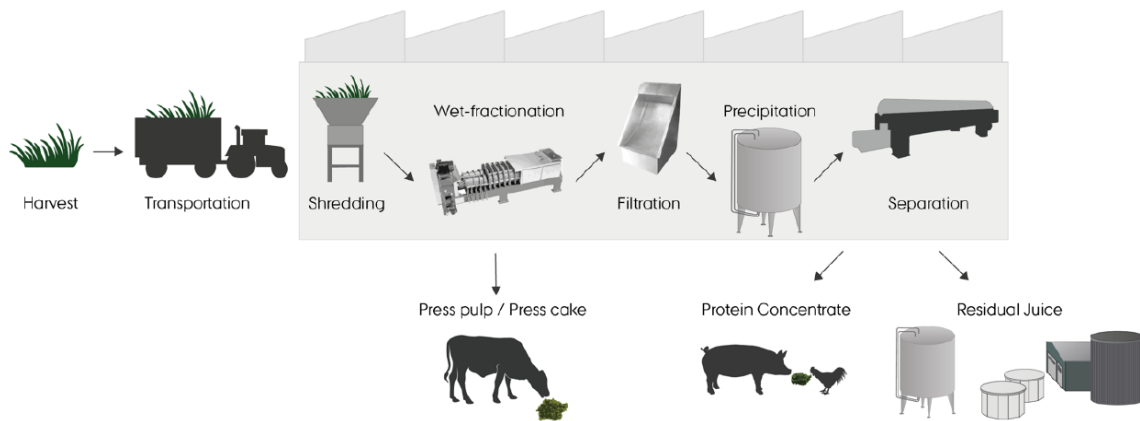 Harvest
Transportation
Shredding
Wet-fractionation
Filtration
Precipitation
Separation
Press pulp / Press cake
Protein Concentrate
Residual Juice